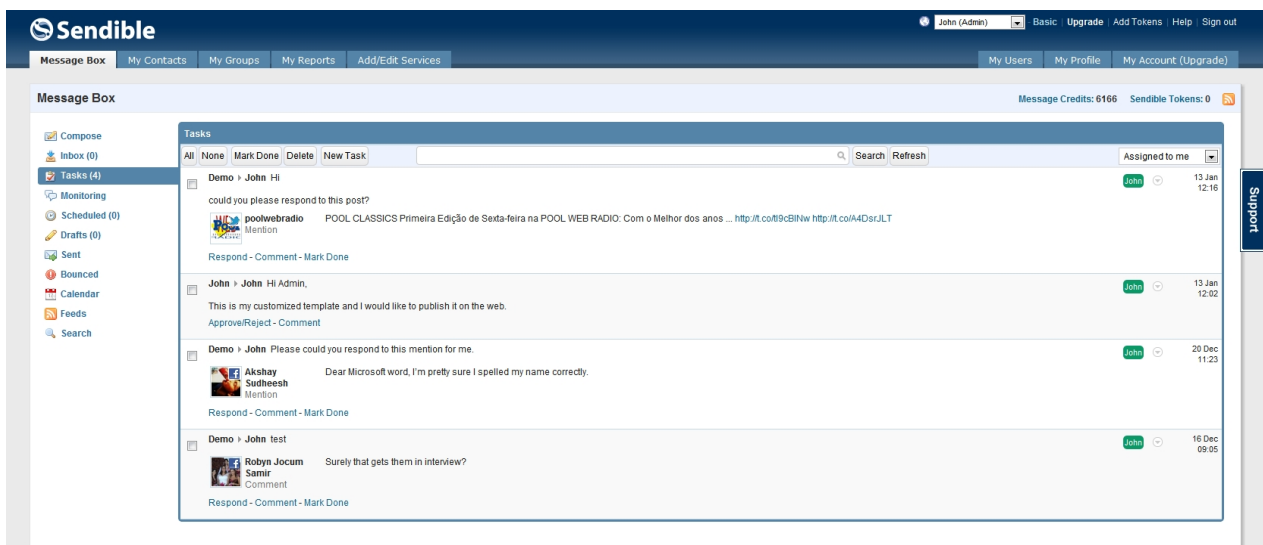 Sendible
John (Admin) Basic | Upgrade | Add Tokens | Help | Sign out
Message Box My Contacts My Groups My Reports Add/Edit Services My Users My Profile My Account (Upgrade)
Message Box Message Credits: 6166 Sendible Tokens: 0
Compose
Inbox (0)
Tasks (4)
Monitoring
Scheduled (0)
Drafts (0)
Sent
Bounced
Calendar
Feeds
Search
Tasks
All None Mark Done Delete New Task Search Refresh Assigned to me
Demo John Hi John 13 Jan
12:16
could you please respond to this post?
poolwebradio POOL CLASSICS Primeira Edição de Sexta-feira na POOL WEB RADIO: Com o Melhor dos anos ... http://t.co/tl9cBlNw http://t.co/A4DsrJLT
Mention
Respond - Comment - Mark Done
John John Hi Admin, John 13 Jan
12:02
This is my customized template and I would like to publish it on the web.
Approve/Reject - Comment
Demo John Please could you respond to this mention for me. John 20 Dec
11:23
Akshay Dear Microsoft word, I'm pretty sure I spelled my name correctly.
Sudheesh
Mention
Respond - Comment - Mark Done
Demo John test John 16 Dec
09:05
Robyn Jocum Surely that gets them in interview?
Samir
Comment
Respond - Comment - Mark Done
Support